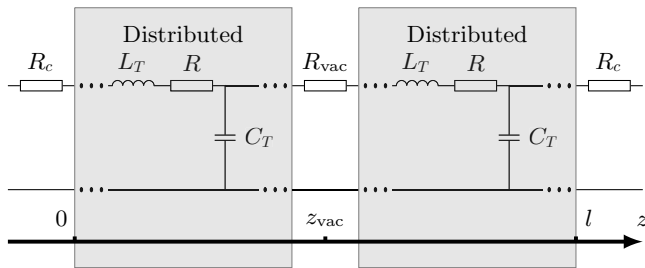 Distributed Distributed
R_c L_T R R_vac L_T R R_c
C_T C_T
0 z_vac l z